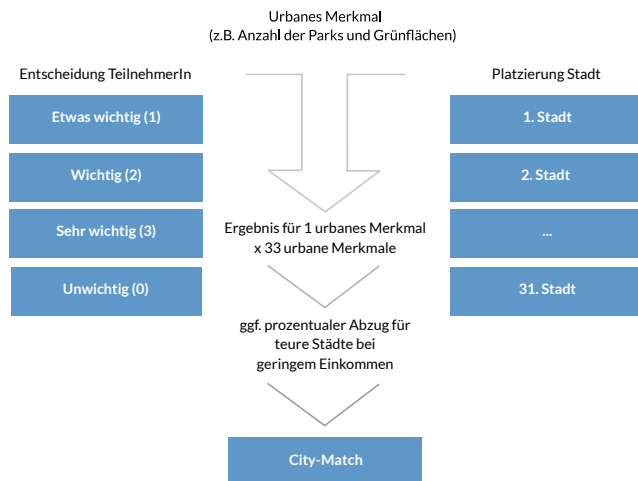 Urbanes Merkmal
(z.B. Anzahl der Parks und Grünflächen)
Entscheidung TeilnehmerIn
Etwas wichtig (1)
Wichtig (2)
Sehr wichtig (3)
Unwichtig (0)
Platzierung Stadt
1. Stadt
2. Stadt
...
31. Stadt
Ergebnis für 1 urbanes Merkmal
x 33 urbane Merkmale
ggf. prozentualer Abzug für
teure Städte bei
geringem Einkommen
City-Match